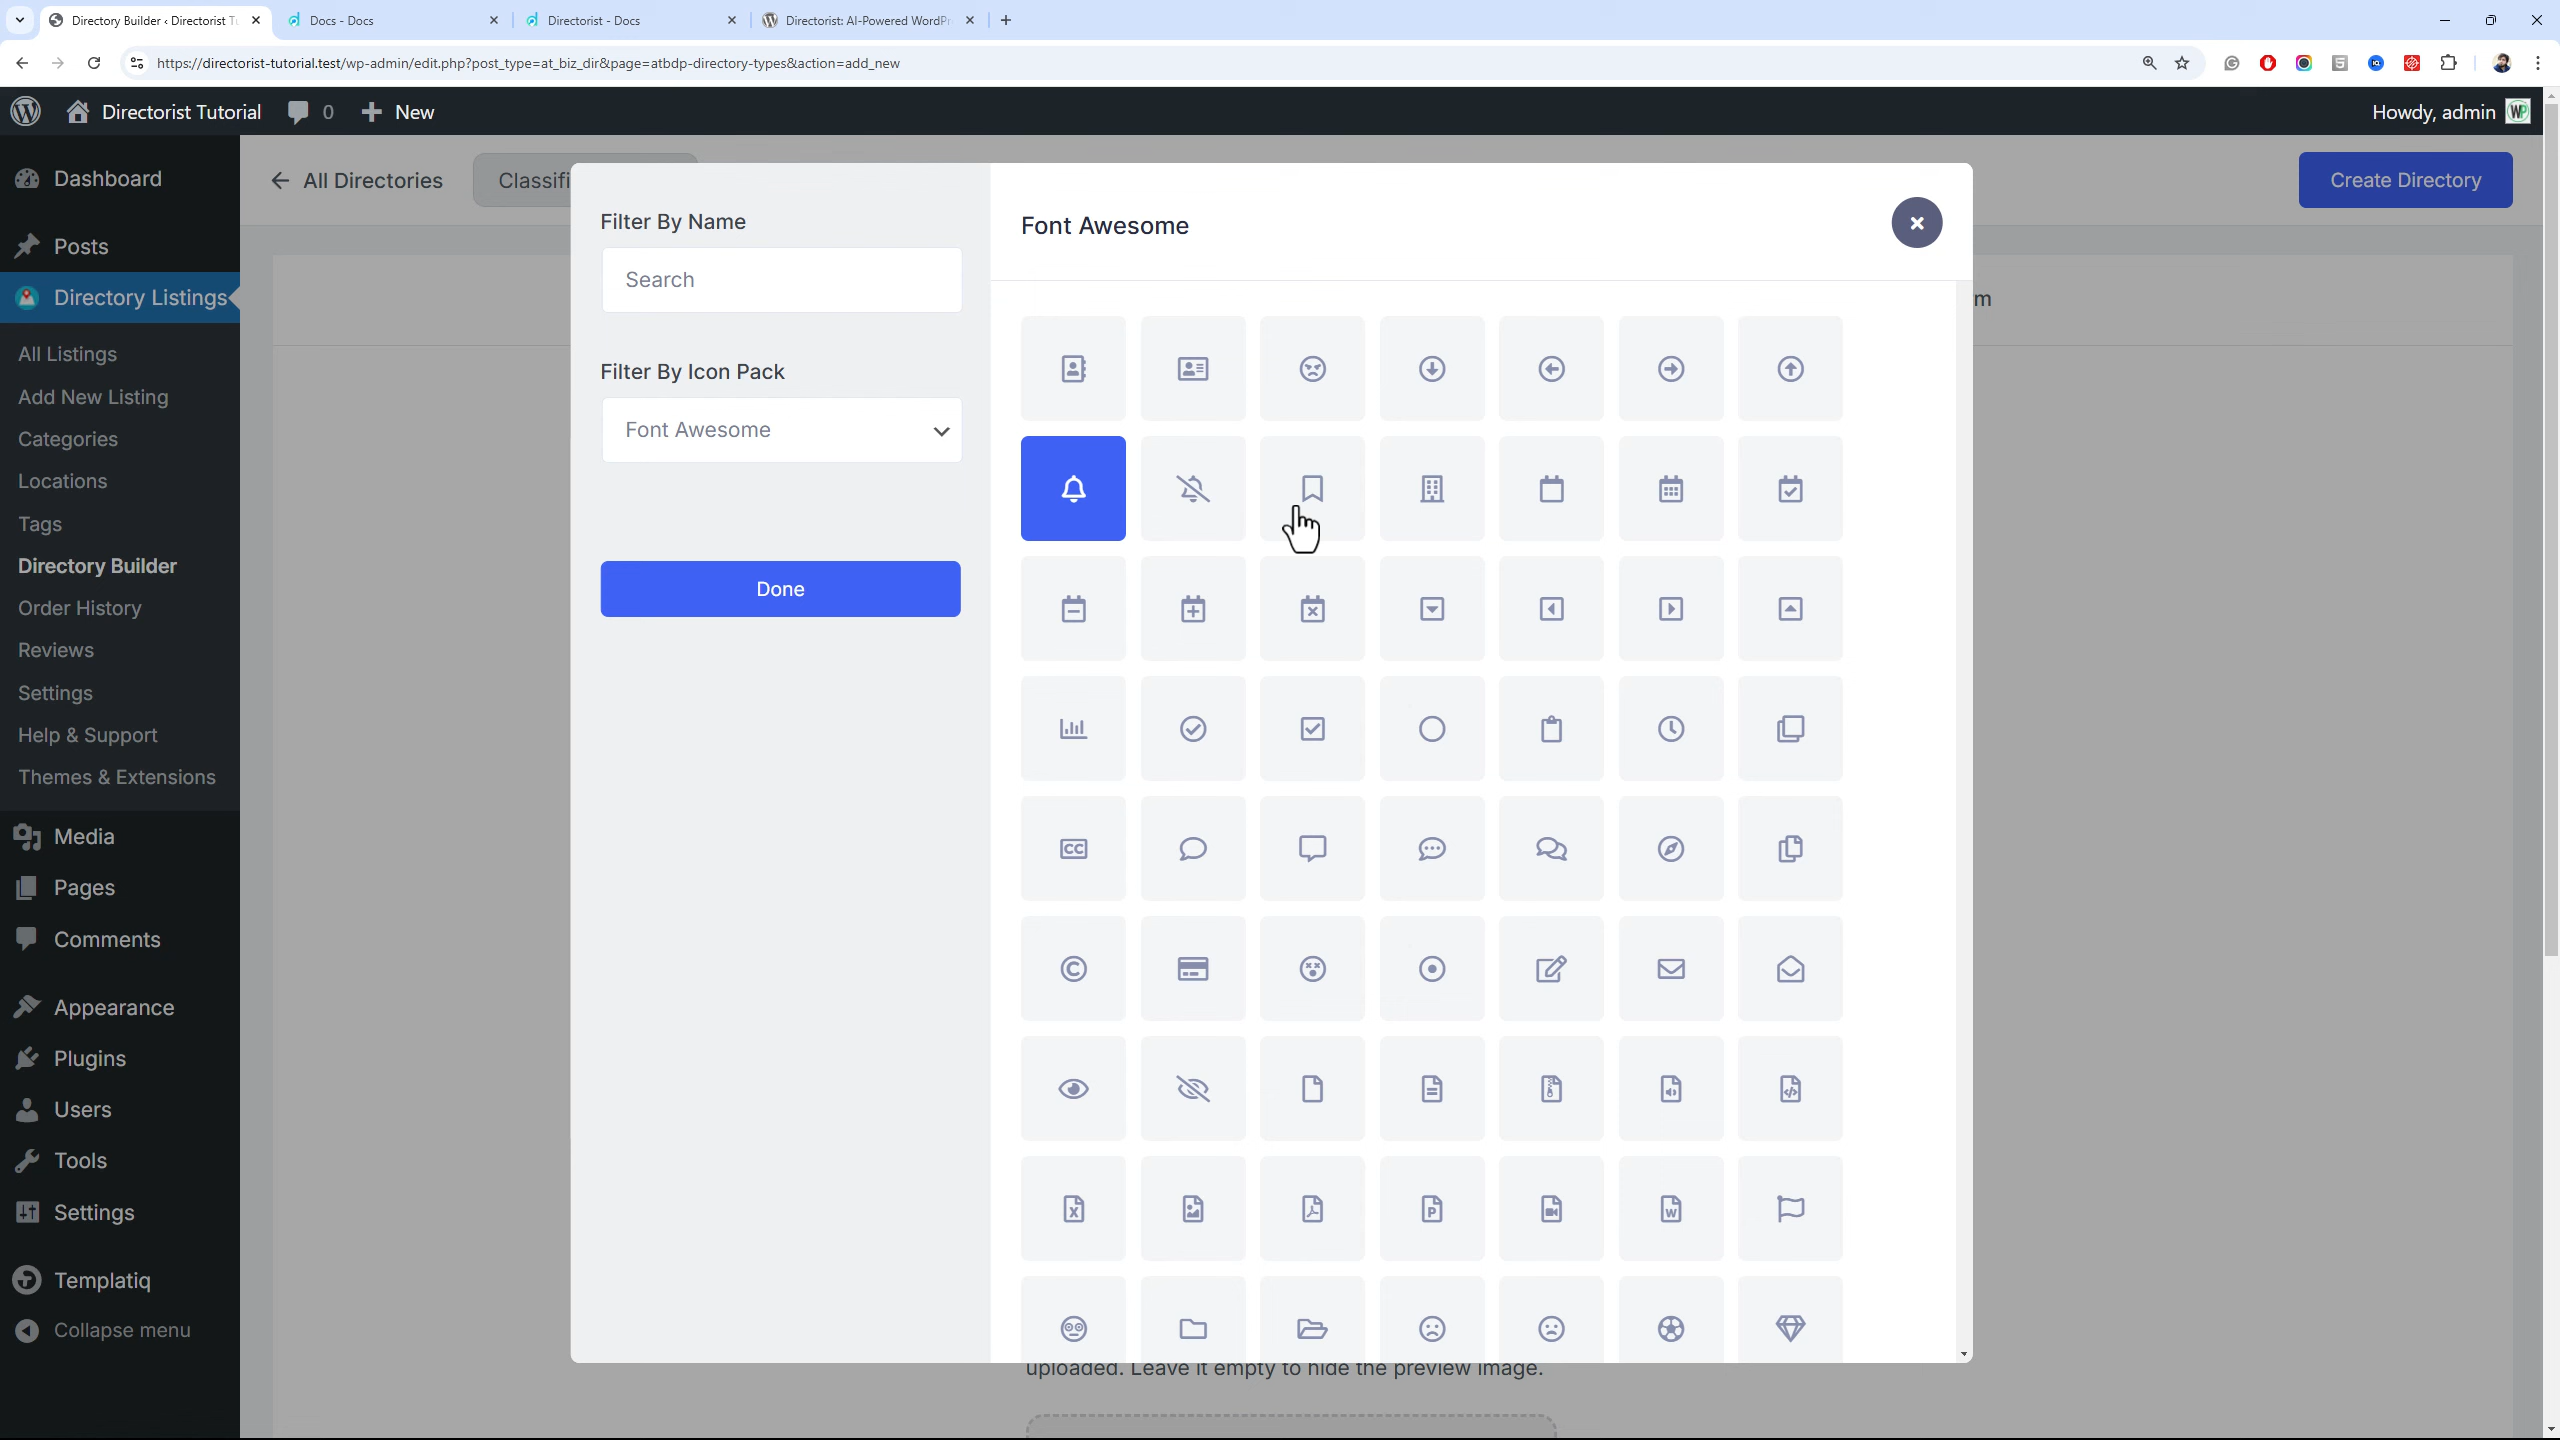 Directory Builder ‹ Directorist Tu
Docs - Docs
Directorist - Docs
Directorist: AI-Powered WordPr
https://directorist-tutorial.test/wp-admin/edit.php?post_type=at_biz_dir&page=atbdp-directory-types&action=add_new
Directorist Tutorial
0
New
Howdy, admin
Dashboard
Posts
Directory Listings
All Listings
Add New Listing
Categories
Locations
Tags
Directory Builder
Order History
Reviews
Settings
Help & Support
Themes & Extensions
Media
Pages
Comments
Appearance
Plugins
Users
Tools
Settings
Templatiq
Collapse menu
All Directories
Classifi
Create Directory
m
Filter By Name
Search
Filter By Icon Pack
Font Awesome
Done
Font Awesome
uploaded. Leave it empty to hide the preview image.